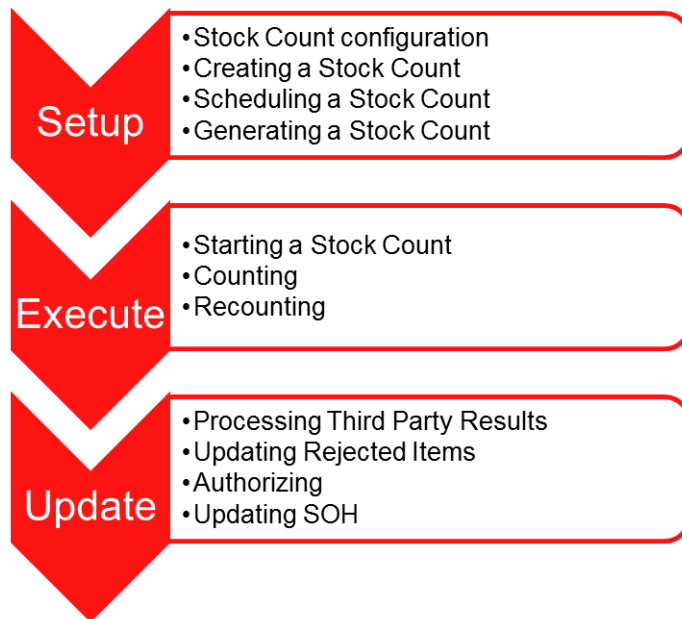 Setup
•Stock Count configuration
•Creating a Stock Count
•Scheduling a Stock Count
•Generating a Stock Count
Execute
•Starting a Stock Count
•Counting
•Recounting
Update
•Processing Third Party Results
•Updating Rejected Items
•Authorizing
•Updating SOH